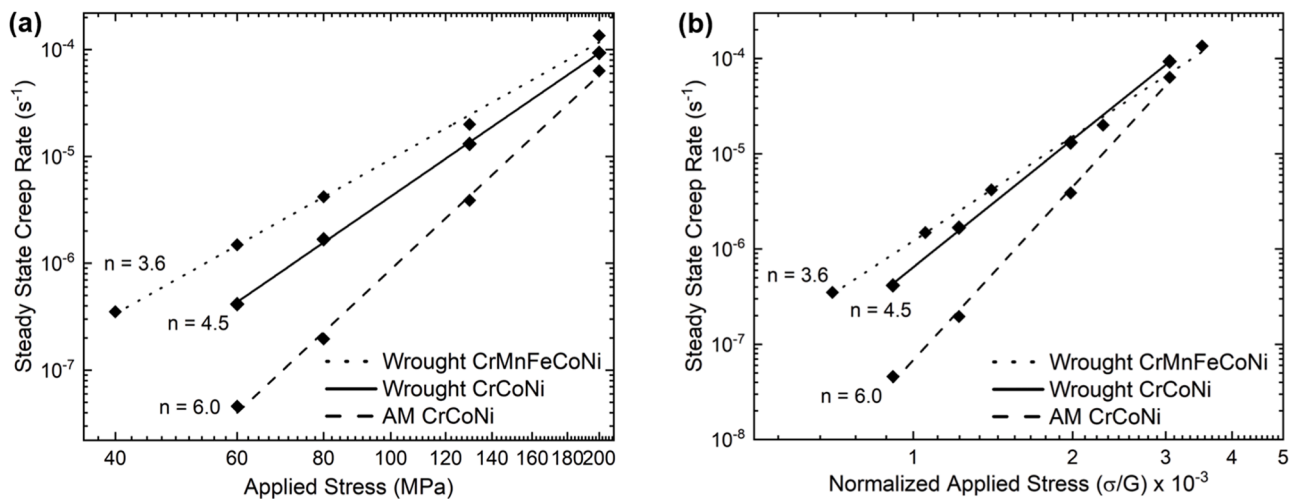 (a)
Steady State Creep Rate (s⁻¹)
10⁻⁴
10⁻⁵
10⁻⁶
10⁻⁷
n = 3.6
n = 4.5
n = 6.0
Wrought CrMnFeCoNi
Wrought CrCoNi
AM CrCoNi
40 60 80 100 120 140 160 180 200
Applied Stress (MPa)
(b)
Steady State Creep Rate (s⁻¹)
10⁻⁴
10⁻⁵
10⁻⁶
10⁻⁷
10⁻⁸
n = 3.6
n = 4.5
n = 6.0
Wrought CrMnFeCoNi
Wrought CrCoNi
AM CrCoNi
1 2 3 4 5
Normalized Applied Stress (σ/G) x 10⁻³